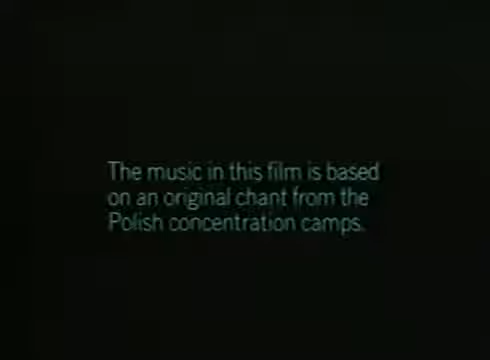 The music in this film is based
on an original chant from the
Polish concentration camps.